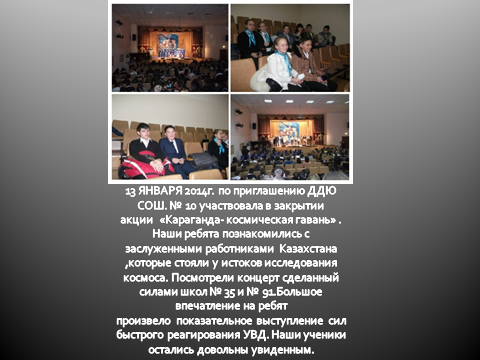 13 ЯНВАРЯ 2014г. по приглашению ДДЮ
СОШ. № 10 участвовала в закрытии
акции «Караганда- космическая гавань» .
Наши ребята познакомились с
заслуженными работниками Казахстана
,которые стояли у истоков исследования
космоса. Посмотрели концерт сделанный
силами школ № 35 и № 91.Большое
впечатление на ребят
произвело показательное выступление сил
быстрого реагирования УВД. Наши ученики
остались довольны увиденным.